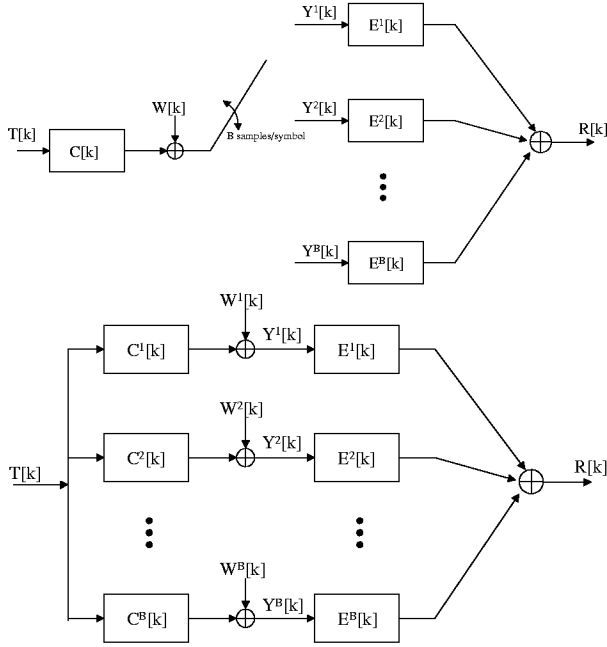 Y¹[k]
E¹[k]
W[k]
Y²[k]
E²[k]
T[k]
C[k]
B samples/symbol
R[k]
Yᴮ[k]
Eᴮ[k]
W¹[k]
C¹[k]
Y¹[k]
E¹[k]
W²[k]
C²[k]
Y²[k]
E²[k]
T[k]
R[k]
Wᴮ[k]
Cᴮ[k]
Yᴮ[k]
Eᴮ[k]